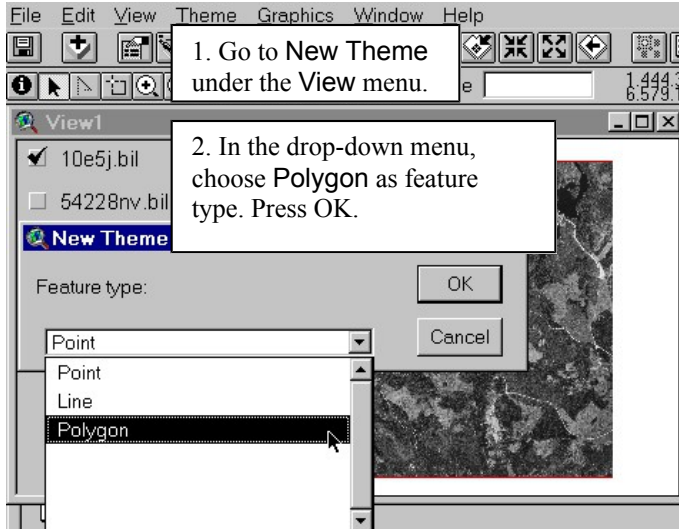 File Edit View Theme Graphics Window Help
1. Go to New Theme
under the View menu.
e
View1
10e5j.bil
54228nv.bil
2. In the drop-down menu,
choose Polygon as feature
type. Press OK.
New Theme
Feature type:
OK
Point
Cancel
Point
Line
Polygon